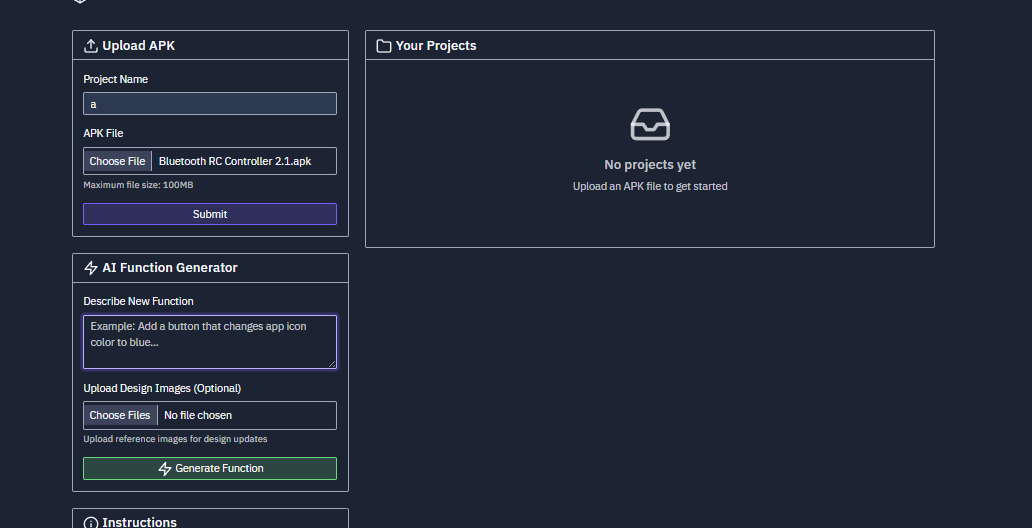 Upload APK
Project Name
a
APK File
Choose File Bluetooth RC Controller 2.1.apk
Maximum file size: 100MB
Submit
AI Function Generator
Describe New Function
Example: Add a button that changes app icon
color to blue...
Upload Design Images (Optional)
Choose Files No file chosen
Upload reference images for design updates
Generate Function
Instructions
Your Projects
No projects yet
Upload an APK file to get started